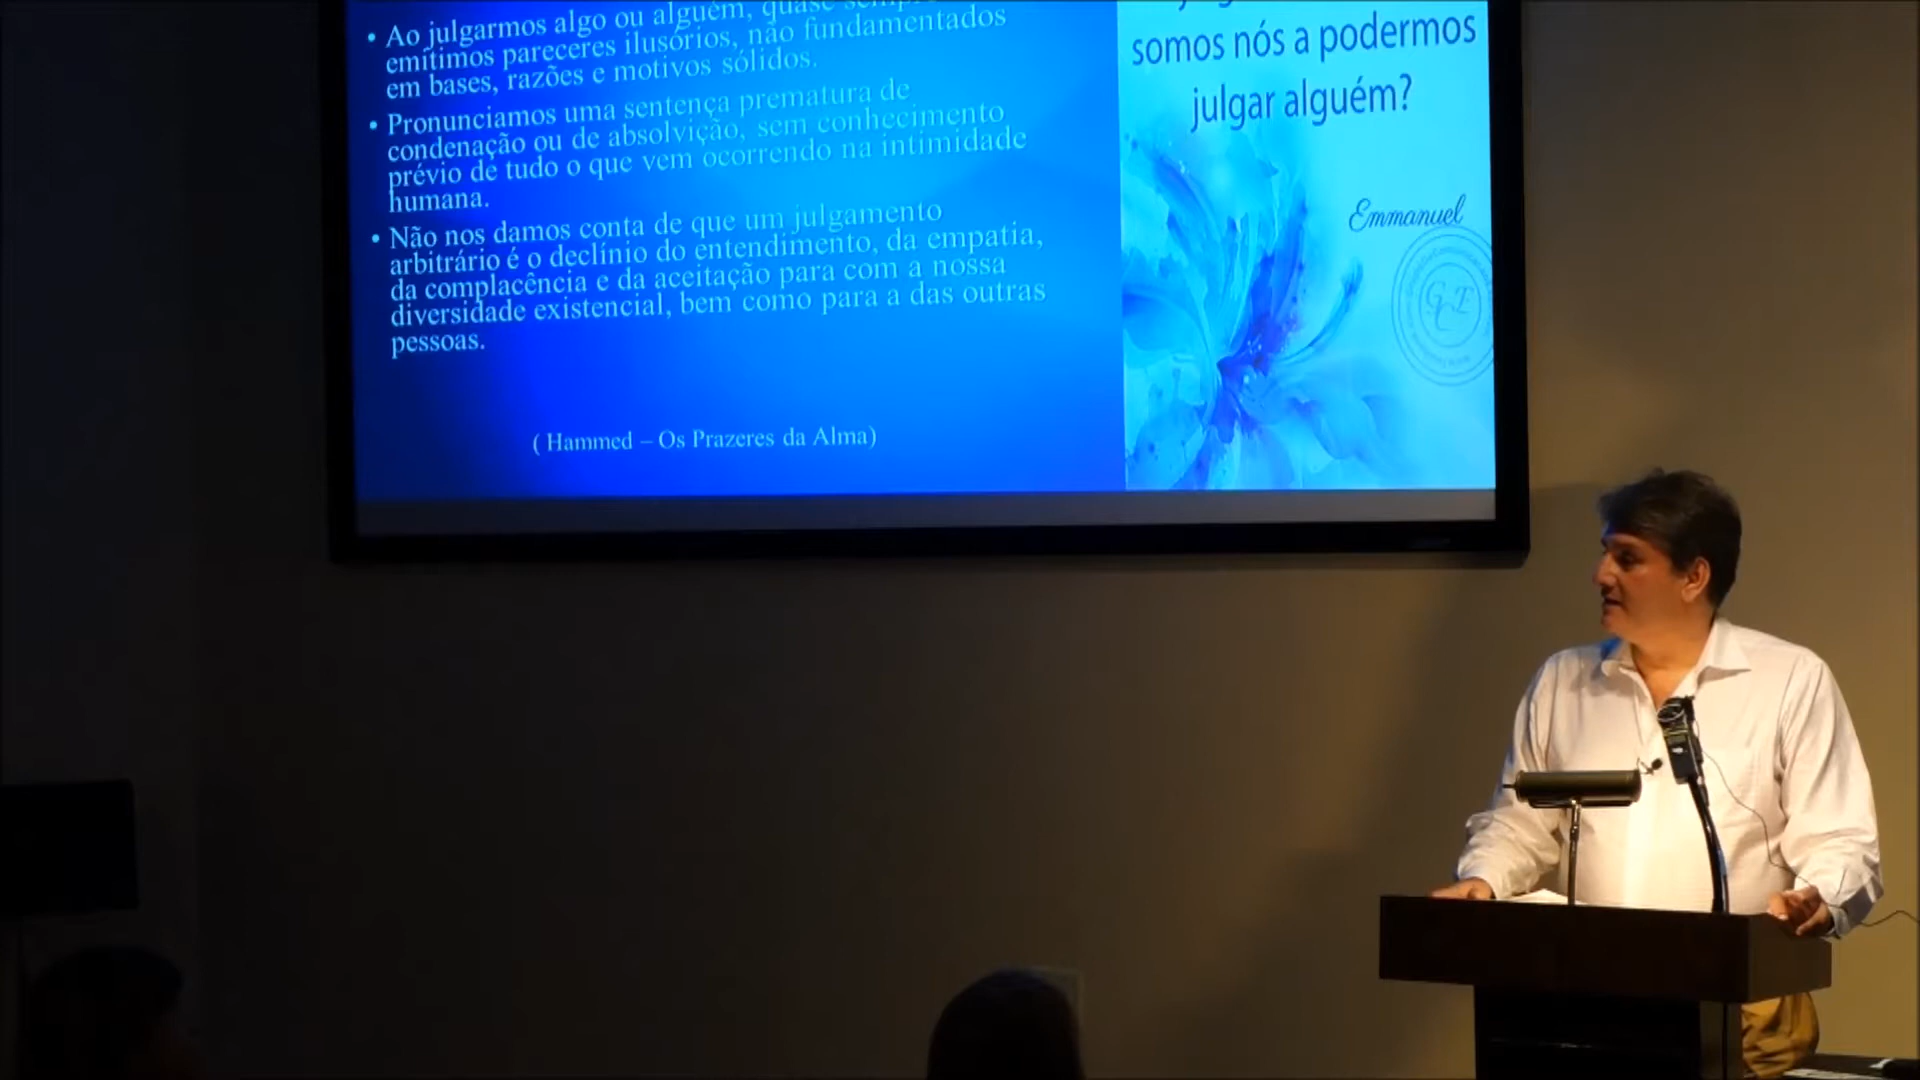 • Ao julgarmos algo ou alguém, quase
emitimos pareceres ilusórios, não fundamentados
em bases, razões e motivos sólidos.
• Pronunciamos uma sentença prematura de
condenação ou de absolvição, sem conhecimento
prévio de tudo o que vem ocorrendo na intimidade
humana.
• Não nos damos conta de que um julgamento
arbitrário é o declínio do entendimento, da empatia,
da complacência e da aceitação para com a nossa
diversidade existencial, bem como para a das outras
pessoas.
( Hammed – Os Prazeres da Alma)
somos nós a podermos
julgar alguém?
Emmanuel